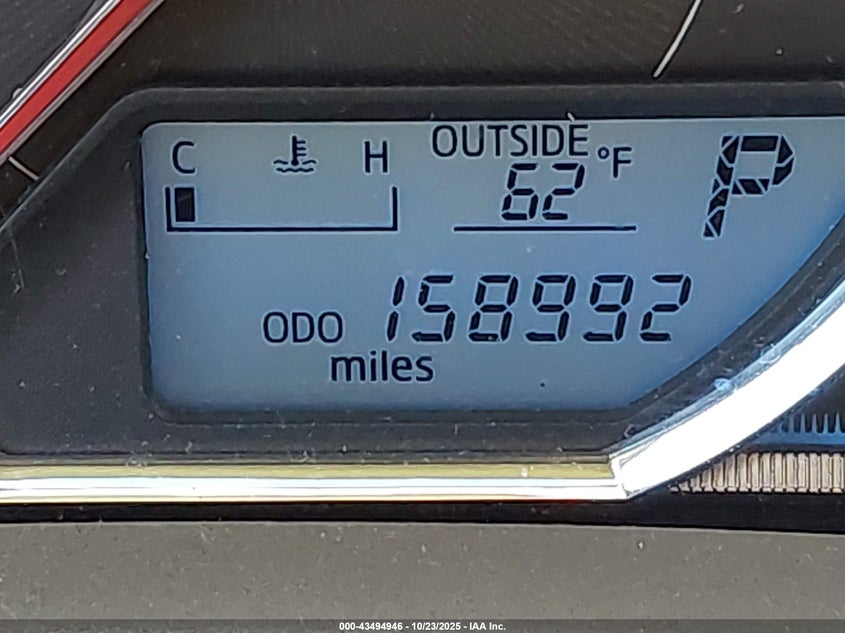 C H OUTSIDE °F P
62
ODO 158992
miles
000-43494946 - 10/23/2025 - IAA Inc.